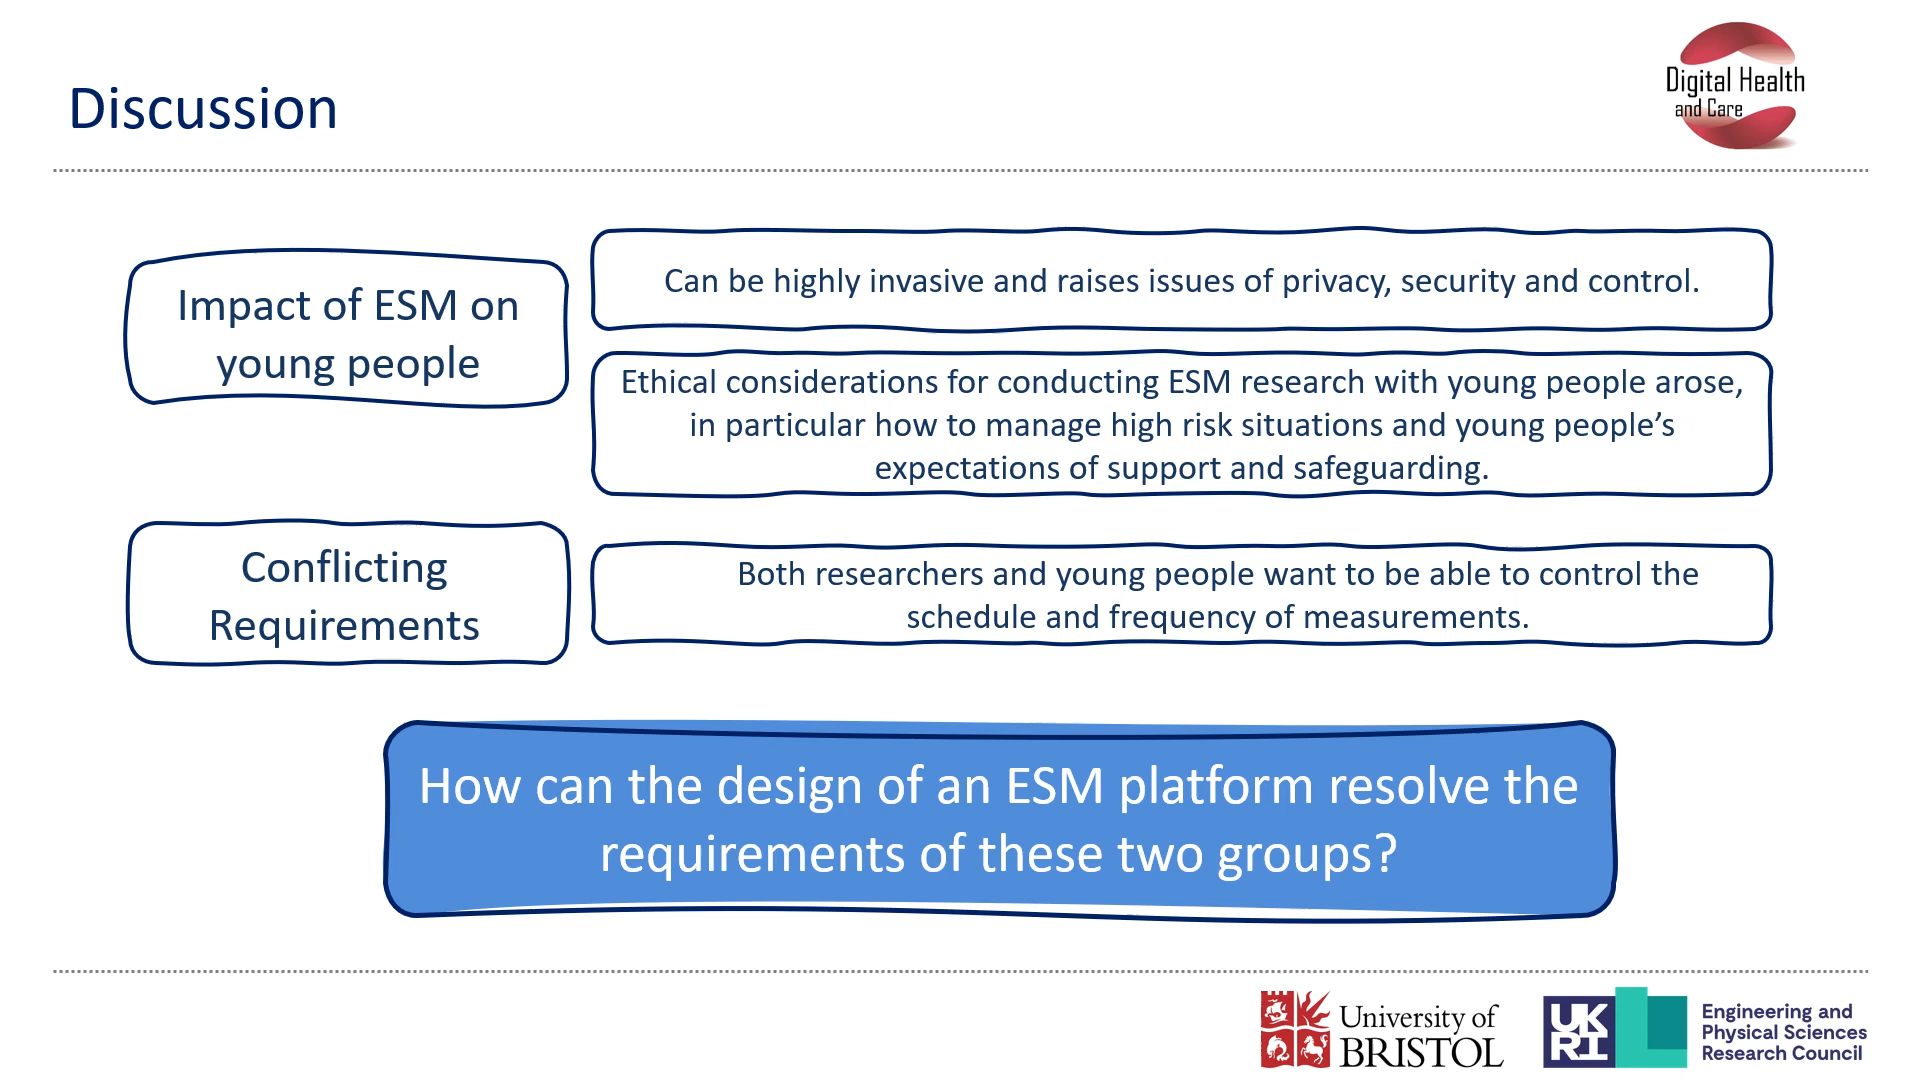 Discussion
Digital Health
and Care
Impact of ESM on
young people
Can be highly invasive and raises issues of privacy, security and control.
Ethical considerations for conducting ESM research with young people arose,
in particular how to manage high risk situations and young people’s
expectations of support and safeguarding.
Conflicting
Requirements
Both researchers and young people want to be able to control the
schedule and frequency of measurements.
How can the design of an ESM platform resolve the
requirements of these two groups?
University of
BRISTOL
UK
RI
Engineering and
Physical Sciences
Research Council